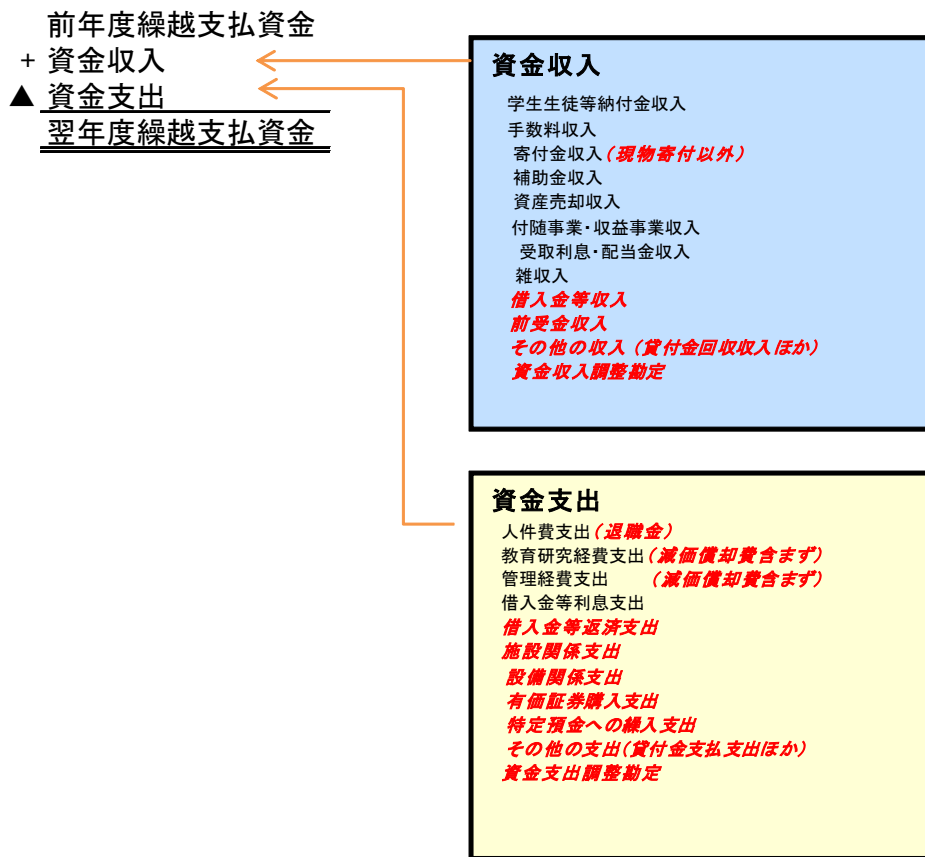 前年度繰越支払資金
+ 資金収入
▲ 資金支出
翌年度繰越支払資金
資金収入
学生生徒等納付金収入
手数料収入
寄付金収入(現物寄付以外)
補助金収入
資産売却収入
付随事業・収益事業収入
受取利息・配当金収入
雑収入
借入金等収入
前受金収入
その他の収入(貸付金回収収入ほか)
資金収入調整勘定
資金支出
人件費支出(退職金)
教育研究経費支出(減価償却費含まず)
管理経費支出 (減価償却費含まず)
借入金等利息支出
借入金等返済支出
施設関係支出
設備関係支出
有価証券購入支出
特定預金への繰入支出
その他の支出(貸付金支払支出ほか)
資金支出調整勘定